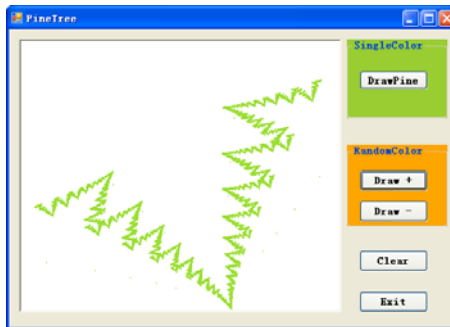 PineTree
SingleColor
DrawPine
RandomColor
Draw +
Draw -
Clear
Exit